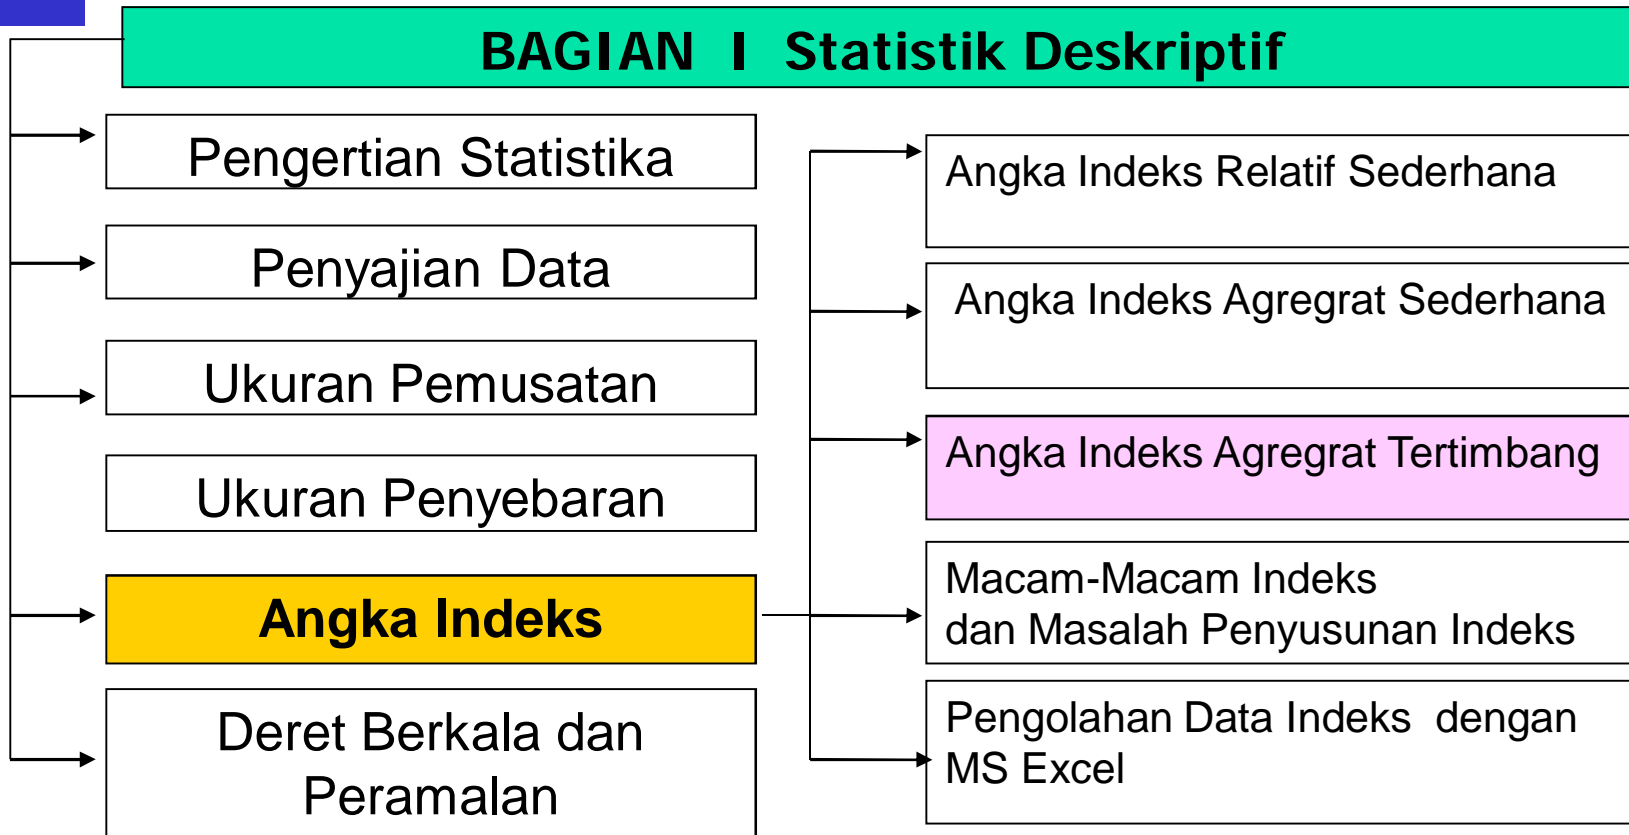 BAGIAN I Statistik Deskriptif
Pengertian Statistika
Penyajian Data
Ukuran Pemusatan
Ukuran Penyebaran
Angka Indeks
Deret Berkala dan
Peramalan
Angka Indeks Relatif Sederhana
Angka Indeks Agregrat Sederhana
Angka Indeks Agregrat Tertimbang
Macam-Macam Indeks
dan Masalah Penyusunan Indeks
Pengolahan Data Indeks dengan
MS Excel